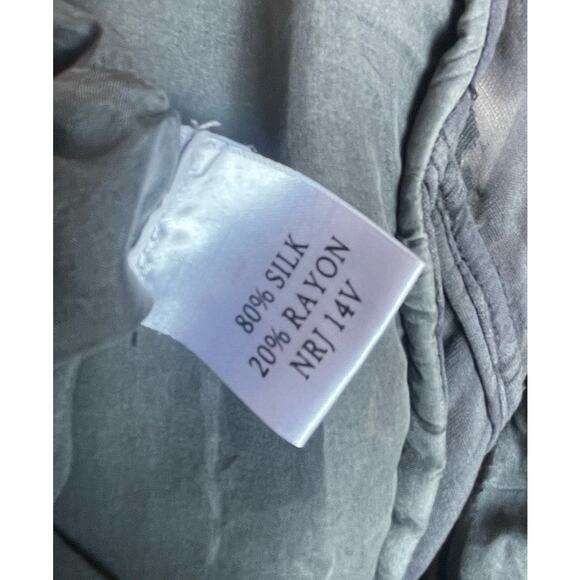 80% SILK
20% RAYON
NRJ 14V